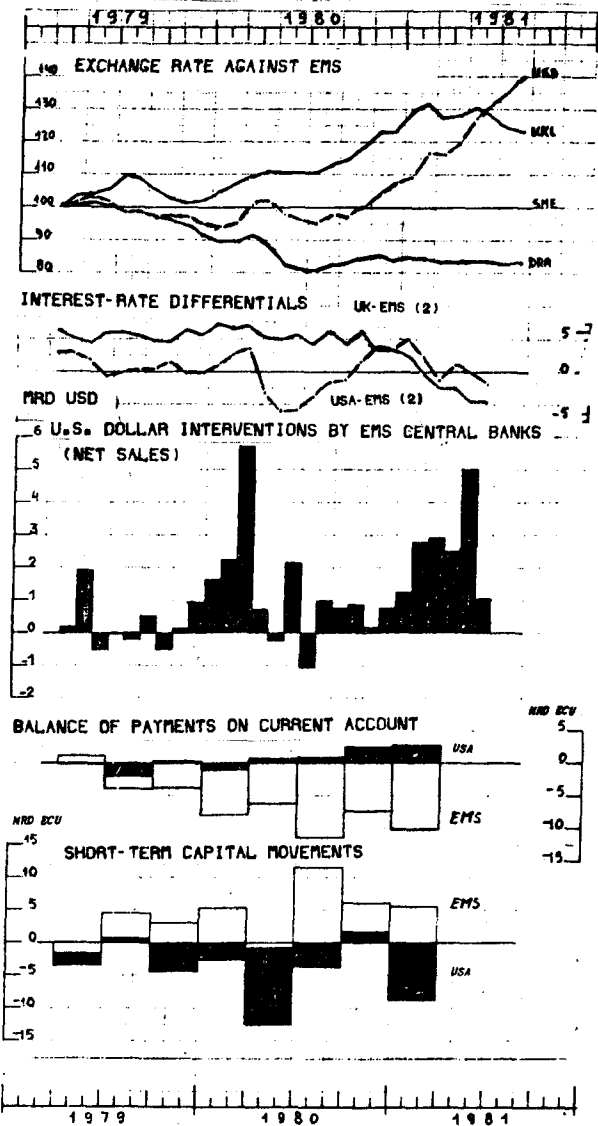 1979 1980 1981
EXCHANGE RATE AGAINST EMS
140
130
120
110
100
90
80
USD
UKL
SME
DRA
INTEREST-RATE DIFFERENTIALS UK-EMS (2)
5
0
-5
USA-EMS (2)
MRD USD
U.S. DOLLAR INTERVENTIONS BY EMS CENTRAL BANKS
(NET SALES)
6
5
4
3
2
1
0
-1
-2
BALANCE OF PAYMENTS ON CURRENT ACCOUNT
MRD ECU
5
0
-5
-10
-15
USA
EMS
MRD ECU
SHORT-TERM CAPITAL MOVEMENTS
15
10
5
0
-5
-10
-15
EMS
USA
1979 1980 1981